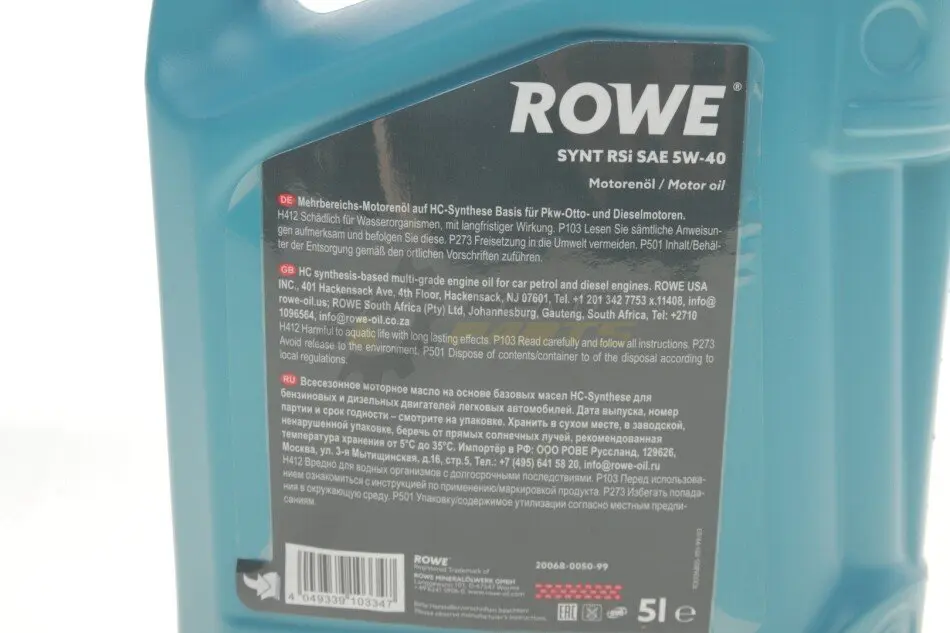 ROWE®
SYNT RSi SAE 5W-40
Motorenöl / Motor oil
DE Mehrbereichs-Motorenöl auf HC-Synthese Basis für Pkw-Otto- und Dieselmotoren.
H412 Schädlich für Wasserorganismen, mit langfristiger Wirkung. P103 Lesen Sie sämtliche Anweisun-
gen aufmerksam und befolgen Sie diese. P273 Freisetzung in die Umwelt vermeiden. P501 Inhalt/Behäl-
ter der Entsorgung gemäß den örtlichen Vorschriften zuführen.
GB HC synthesis-based multi-grade engine oil for car petrol and diesel engines. ROWE USA
INC., 401 Hackensack Ave, 4th Floor, Hackensack, NJ 07601, Tel. +1 201 342 7753 x.11408, info@
rowe-oil.us; ROWE South Africa (Pty) Ltd, Johannesburg, Gauteng, South Africa, Tel: +2710
1096564, info@rowe-oil.co.za
H412 Harmful to aquatic life with long lasting effects. P103 Read carefully and follow all instructions. P273
Avoid release to the environment. P501 Dispose of contents/container to of the disposal according to
local regulations.
RU Всесезонное моторное масло на основе базовых масел HC-Synthese для
бензиновых и дизельных двигателей легковых автомобилей. Дата выпуска, номер
партии и срок годности – смотрите на упаковке. Хранить в сухом месте, в заводской,
ненарушенной упаковке, беречь от прямых солнечных лучей, рекомендованная
температура хранения от 5°C до 35°C. Импортёр в РФ: ООО РОВЕ Руссланд, 129626,
Москва, ул. 3-я Мытищинская, д.16, стр.5, Тел.: +7 (495) 641 58 20, info@rowe-oil.ru
H412 Вредно для водных организмов с долгосрочными последствиями. P103 Перед использова-
нием ознакомиться с инструкцией по применению/маркировкой продукта. P273 Избегать попада-
ния в окружающую среду. P501 Упаковку/содержимое утилизации согласно местным предпи-
саниям.
4 049339 103347
ROWE
Registered Trademark of
ROWE MINERALÖLWERK GMBH
20068-0050-99
EAC
5l e
PARTS